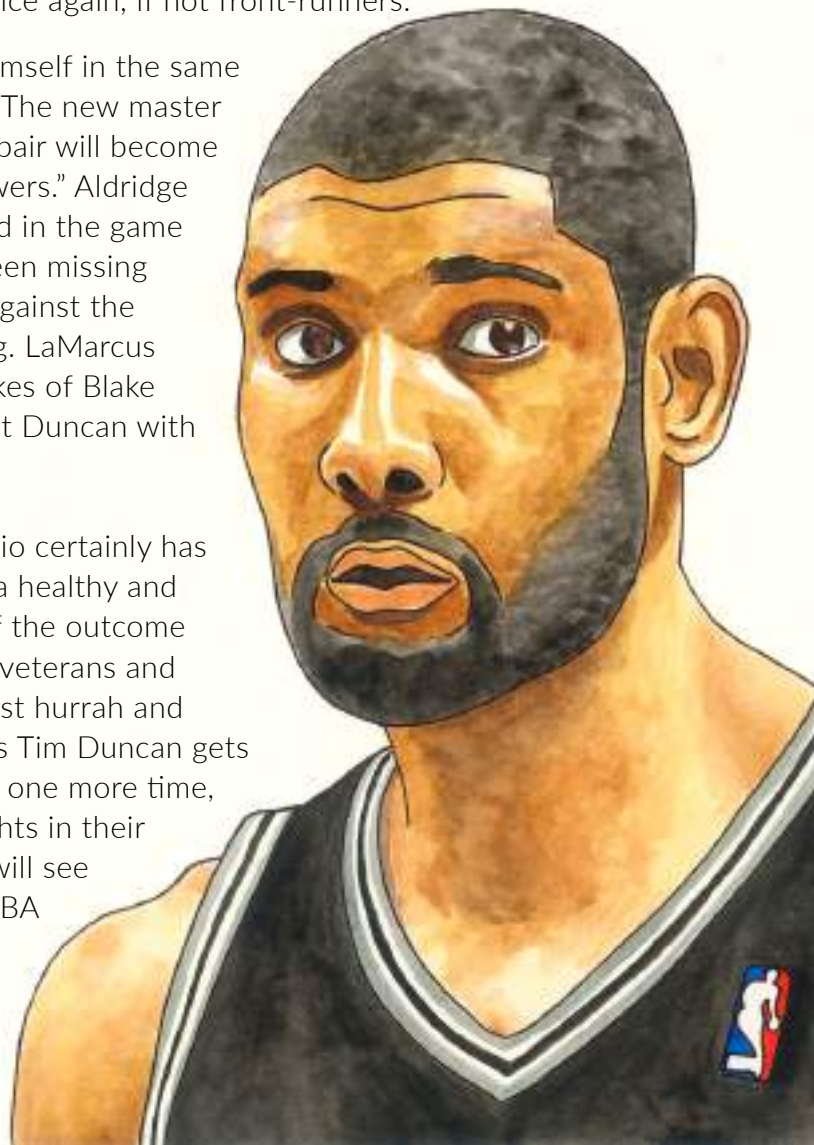 ce again, if not front-runners.
mself in the same
The new master
pair will become
wers.” Aldridge
d in the game
een missing
gainst the
g. LaMarcus
kes of Blake
t Duncan with
io certainly has
a healthy and
f the outcome
veterans and
st hurrah and
s Tim Duncan gets
one more time,
hts in their
will see
BA